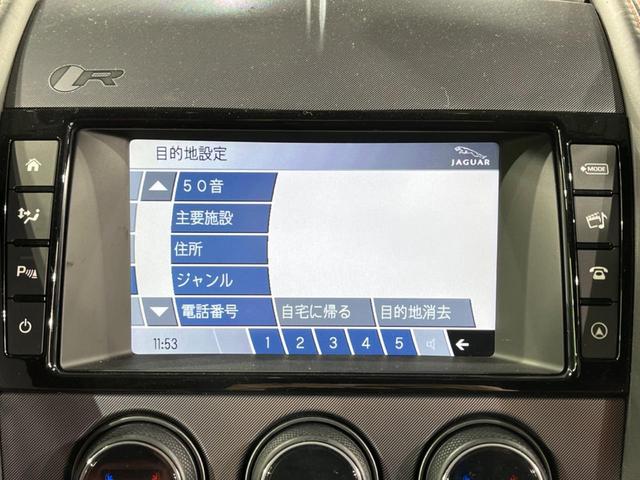 R
目的地設定
JAGUAR
50音
主要施設
住所
ジャンル
電話番号
自宅に帰る
目的地消去
11:53
1 2 3 4 5
MODE
P